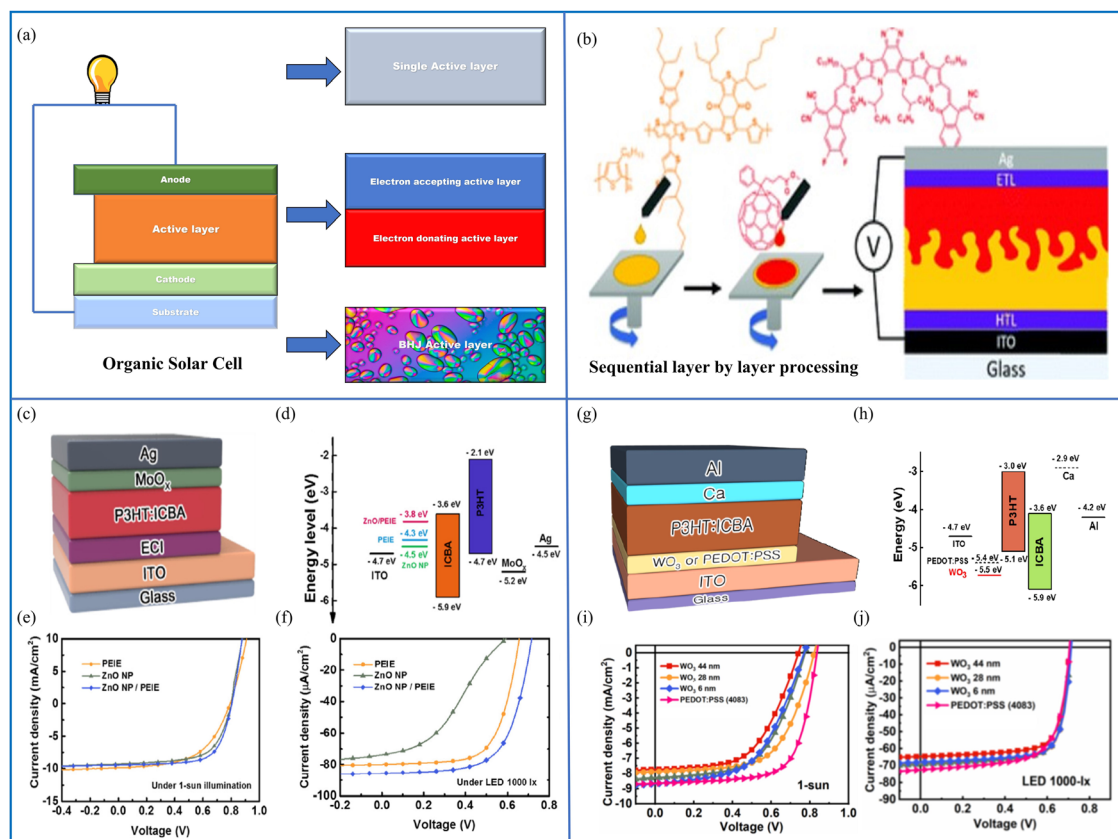 (a)
Single Active layer
Anode
Active layer
Cathode
Substrate
Electron accepting active layer
Electron donating active layer
BHJ Active layer
Organic Solar Cell
(b)
NC
CN
NC
CN
F
F
Ag
ETL
V
HTL
ITO
Glass
Sequential layer by layer processing
(c)
Ag
MoOₓ
P3HT:ICBA
ECI
ITO
Glass
(d)
Energy level (eV)
-2
-3
-4
-5
-6
- 2.1 eV
P3HT
- 4.7 eV
- 3.6 eV
ICBA
- 5.9 eV
ZnO/PEIE
- 3.8 eV
PEIE
- 4.3 eV
- 4.5 eV
ZnO NP
- 4.7 eV
ITO
MoOₓ
- 5.2 eV
Ag
- 4.5 eV
(e)
Current density (mA/cm²)
10
5
0
-5
-10
-15
PEIE
ZnO NP
ZnO NP / PEIE
Under 1-sun illumination
-0.4 -0.2 0.0 0.2 0.4 0.6 0.8 1
Voltage (V)
(f)
Current density (µA/cm²)
0
-20
-40
-60
-80
-100
PEIE
ZnO NP
ZnO NP / PEIE
Under LED 1000 lx
-0.4 -0.2 0.0 0.2 0.4 0.6 0.8
Voltage (V)
(g)
Al
Ca
P3HT:ICBA
WO₃ or PEDOT:PSS
ITO
Glass
(h)
Energy (eV)
-3
-4
-5
-6
- 3.0 eV
P3HT
-5.1 eV
- 2.9 eV
Ca
- 3.6 eV
ICBA
- 5.9 eV
- 4.2 eV
Al
- 4.7 eV
ITO
PEDOT:PSS
- 5.4 eV
WO₃
- 5.5 eV
(i)
Current density (mA/cm²)
1
0
-1
-2
-3
-4
-5
-6
-7
-8
-9
WO₃ 44 nm
WO₃ 28 nm
WO₃ 6 nm
PEDOT:PSS (4083)
1-sun
0.0 0.2 0.4 0.6 0.8 1.0
Voltage (V)
(j)
Current density (µA/cm²)
0
-10
-20
-30
-40
-50
-60
-70
-80
WO₃ 44 nm
WO₃ 28 nm
WO₃ 6 nm
PEDOT:PSS (4083)
LED 1000-lx
0.0 0.2 0.4 0.6 0.8 1.0
Voltage (V)